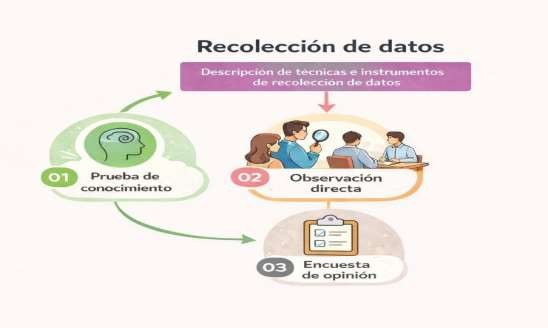 Recolección de datos
Descripción de técnicas e instrumentos
de recolección de datos
01 Prueba de
conocimiento
02 Observación
directa
03 Encuesta
de opinión